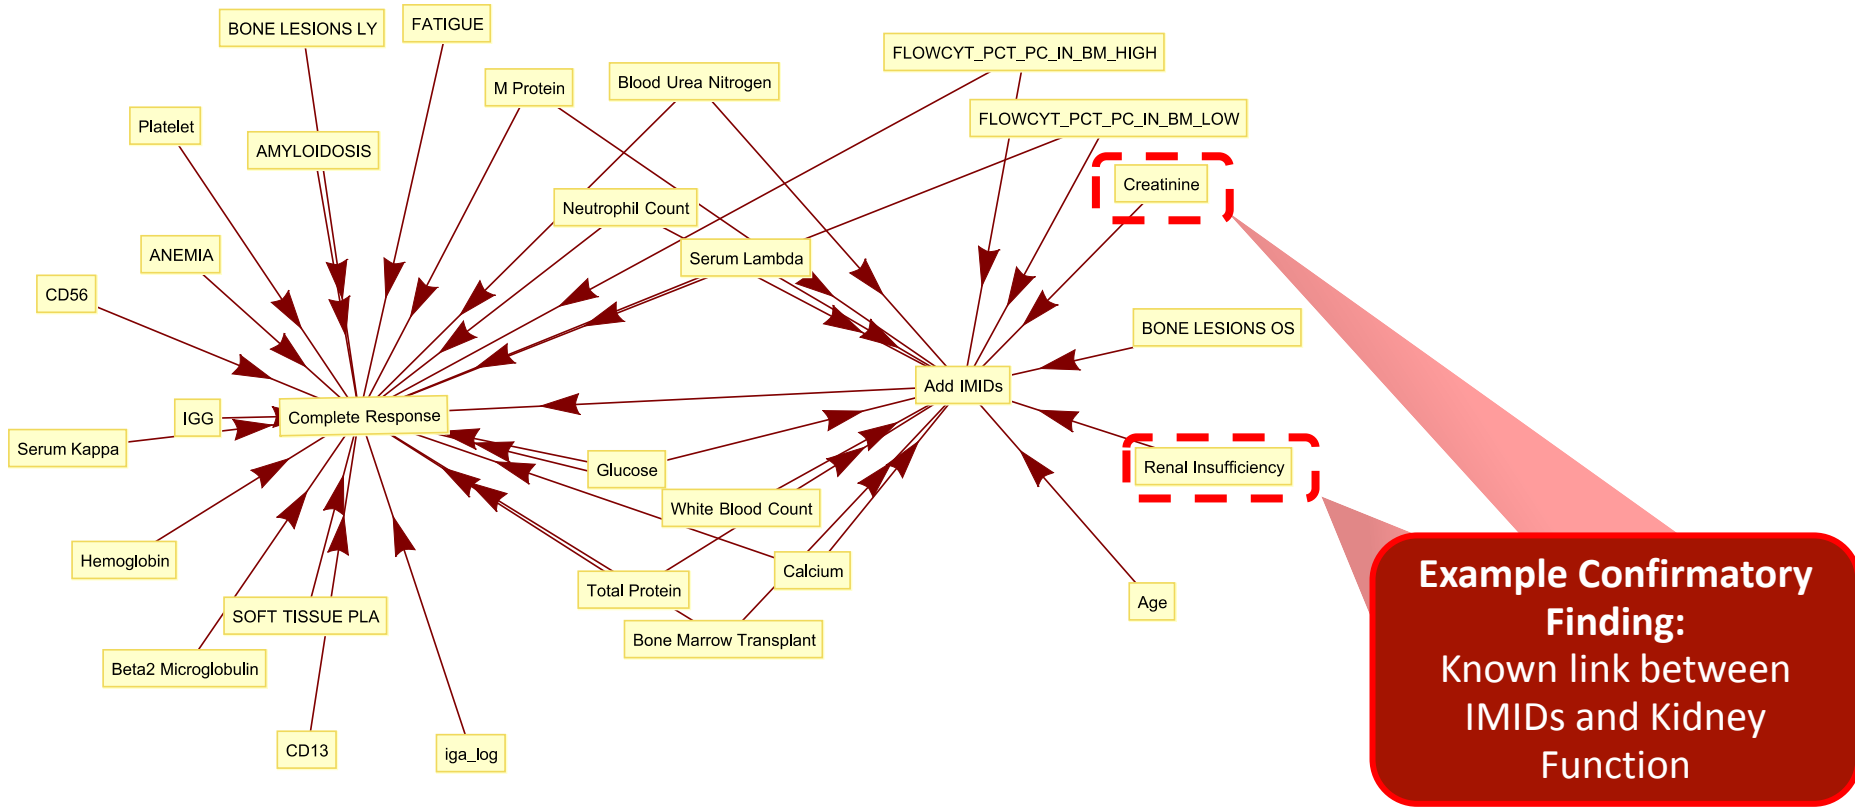 BONE LESIONS LY
FATIGUE
FLOWCYT_PCT_PC_IN_BM_HIGH
M Protein
Blood Urea Nitrogen
Platelet
FLOWCYT_PCT_PC_IN_BM_LOW
AMYLOIDOSIS
Creatinine
Neutrophil Count
ANEMIA
Serum Lambda
CD56
BONE LESIONS OS
Add IMIDs
IGG
Complete Response
Serum Kappa
Glucose
Renal Insufficiency
White Blood Count
Hemoglobin
Calcium
Total Protein
Age
SOFT TISSUE PLA
Bone Marrow Transplant
Beta2 Microglobulin
CD13
iga_log
Example Confirmatory
Finding:
Known link between
IMIDs and Kidney
Function